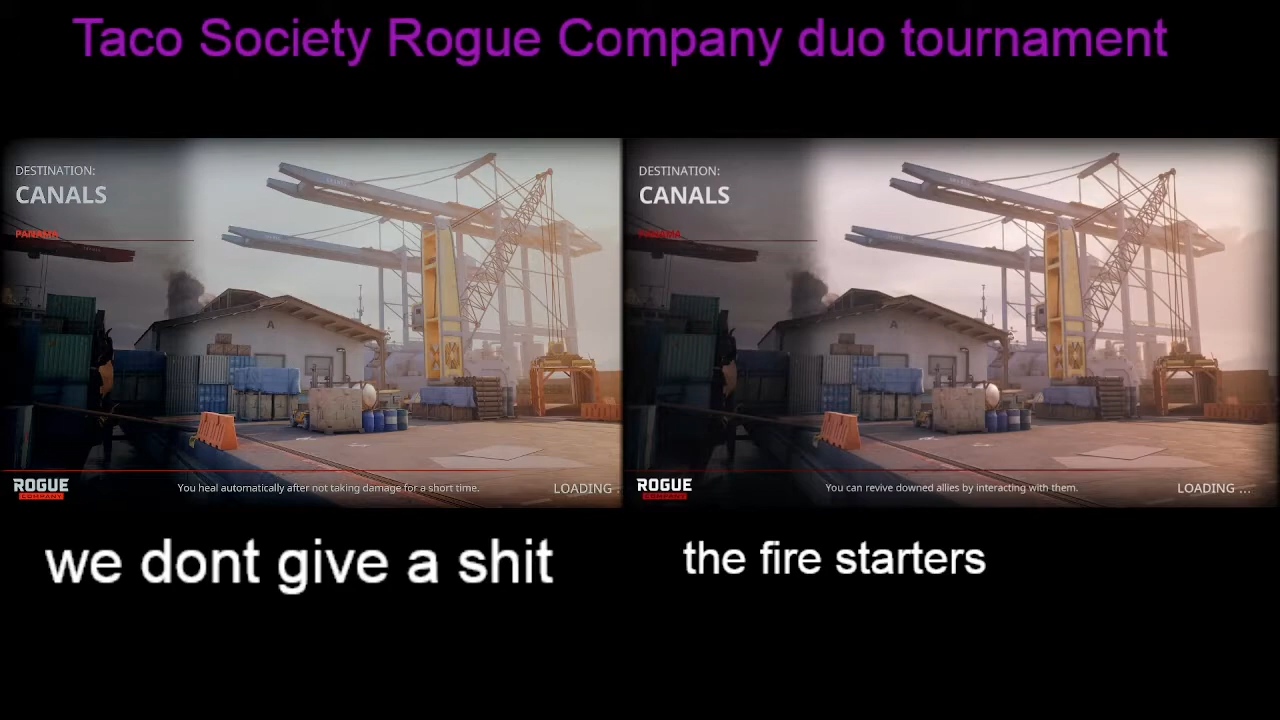 Taco Society Rogue Company duo tournament
DESTINATION:
CANALS
PANAMA
A
ROGUE
COMPANY
You heal automatically after not taking damage for a short time.
LOADING .
DESTINATION:
CANALS
PANAMA
A
ROGUE
COMPANY
You can revive downed allies by interacting with them.
LOADING ...
we dont give a shit
the fire starters